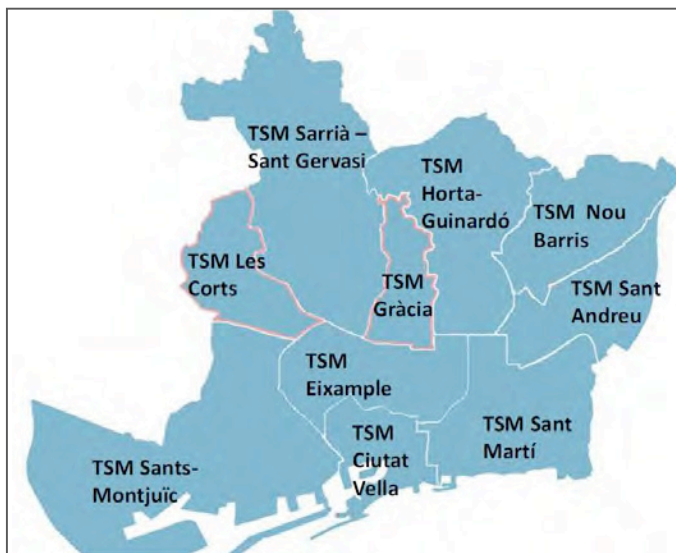 TSM Sarrià –
Sant Gervasi
TSM
Horta-
Guinardó
TSM Nou
Barris
TSM Les
Corts
TSM
Gràcia
TSM Sant
Andreu
TSM
Eixample
TSM Sant
Martí
TSM
Ciutat
Vella
TSM Sants-
Montjuïc